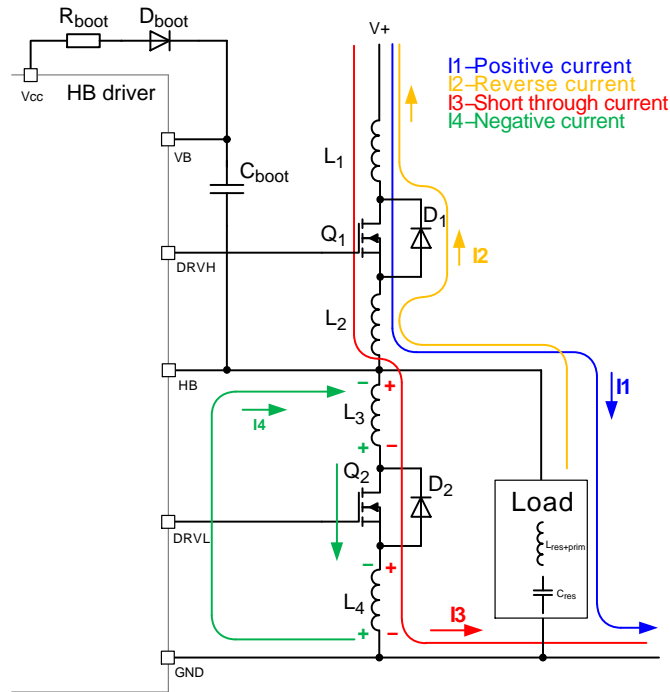 Rboot
Dboot
V+
Vcc
HB driver
I1–Positive current
I2–Reverse current
I3–Short through current
I4–Negative current
VB
Cboot
L1
D1
Q1
I2
DRVH
L2
HB
I1
– +
L3
I4
+ –
Q2
D2
Load
Lres+prim
DRVL
Cres
– +
L4
+ –
I3
GND